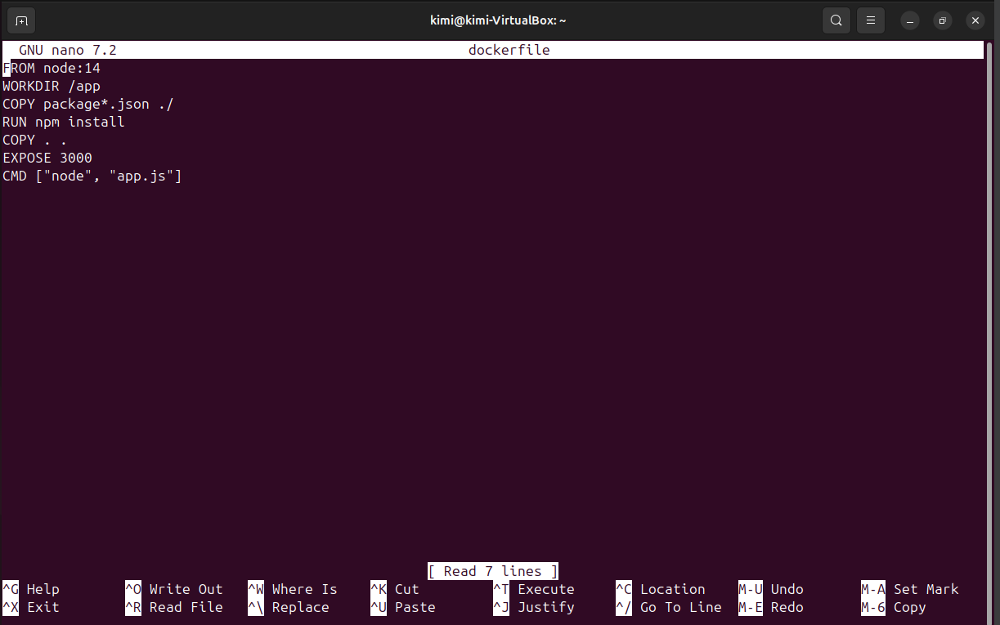 kimi@kimi-VirtualBox: ~
GNU nano 7.2 dockerfile
FROM node:14
WORKDIR /app
COPY package*.json ./
RUN npm install
COPY . .
EXPOSE 3000
CMD ["node", "app.js"]
[ Read 7 lines ]
^G Help ^O Write Out ^W Where Is ^K Cut ^T Execute ^C Location M-U Undo M-A Set Mark
^X Exit ^R Read File ^\ Replace ^U Paste ^J Justify ^/ Go To Line M-E Redo M-6 Copy